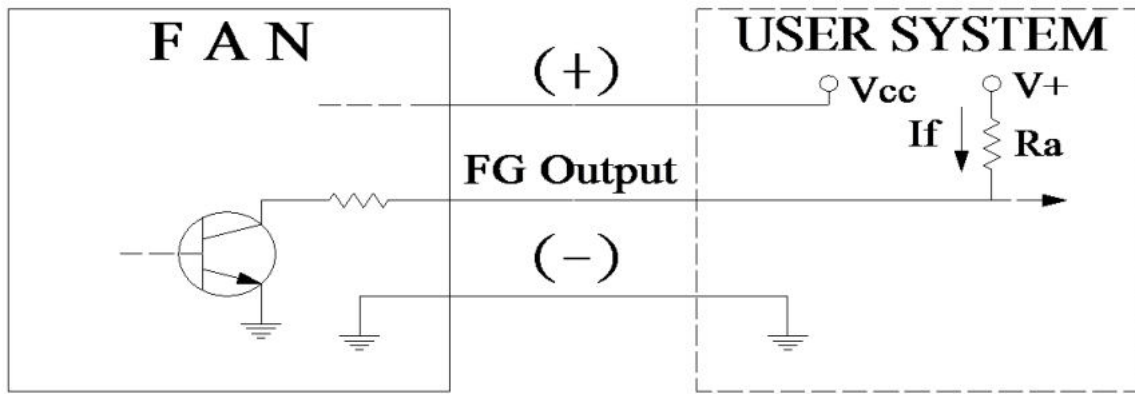 F A N
USER SYSTEM
(+)
Vcc
V+
If
Ra
FG Output
(-)